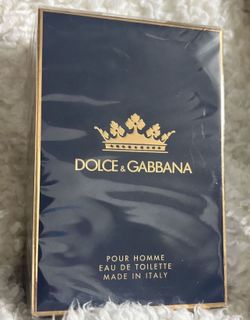 DOLCE & GABBANA
POUR HOMME
EAU DE TOILETTE
MADE IN ITALY